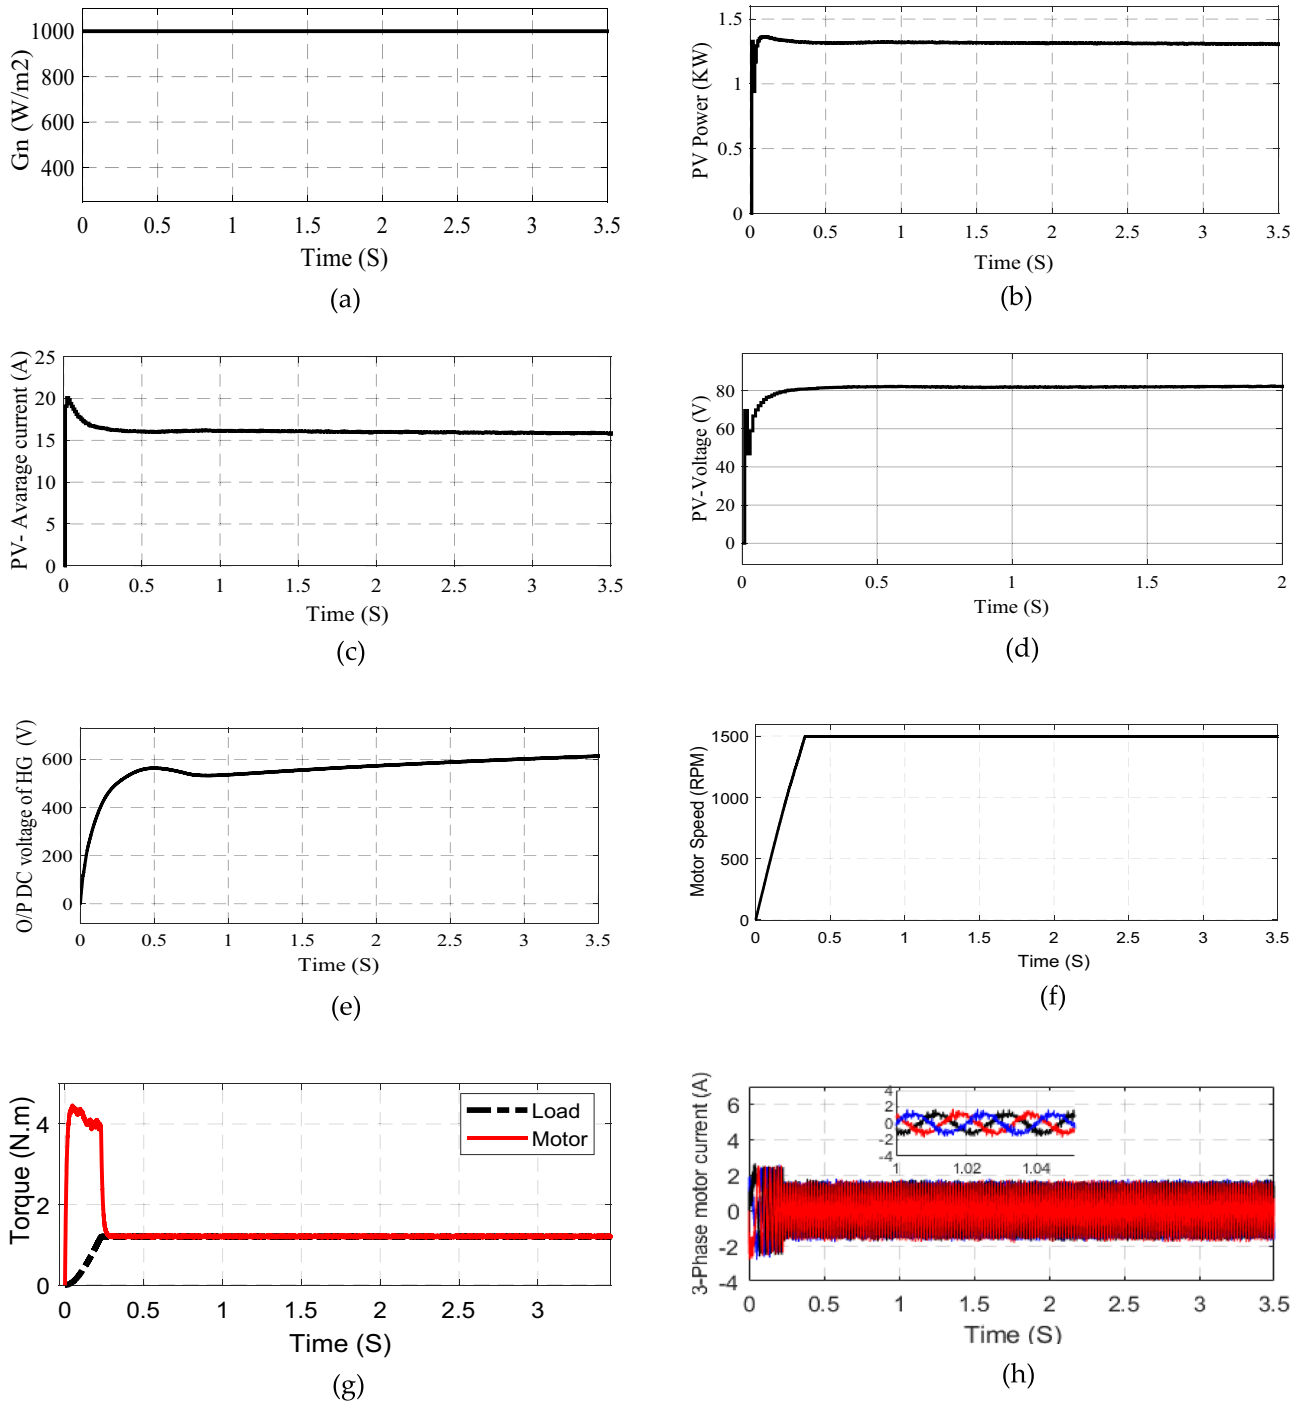 1000
800
600
400
Gn (W/m2)
0 0.5 1 1.5 2 2.5 3 3.5
Time (S)
(a)
1.5
1
0.5
0
PV Power (KW)
0 0.5 1 1.5 2 2.5 3 3.5
Time (S)
(b)
25
20
15
10
5
0
PV- Avarage current (A)
0 0.5 1 1.5 2 2.5 3 3.5
Time (S)
(c)
80
60
40
20
0
PV-Voltage (V)
0 0.5 1 1.5 2
Time (S)
(d)
600
400
200
0
O/P DC voltage of HG (V)
0 0.5 1 1.5 2 2.5 3 3.5
Time (S)
(e)
1500
1000
500
0
Motor Speed (RPM)
0 0.5 1 1.5 2 2.5 3 3.5
Time (S)
(f)
4
2
0
Torque (N.m)
Load
Motor
0 0.5 1 1.5 2 2.5 3
Time (S)
(g)
6
4
2
0
-2
-4
3-Phase motor current (A)
4
2
0
-2
-4
1 1.02 1.04
0 0.5 1 1.5 2 2.5 3 3.5
Time (S)
(h)